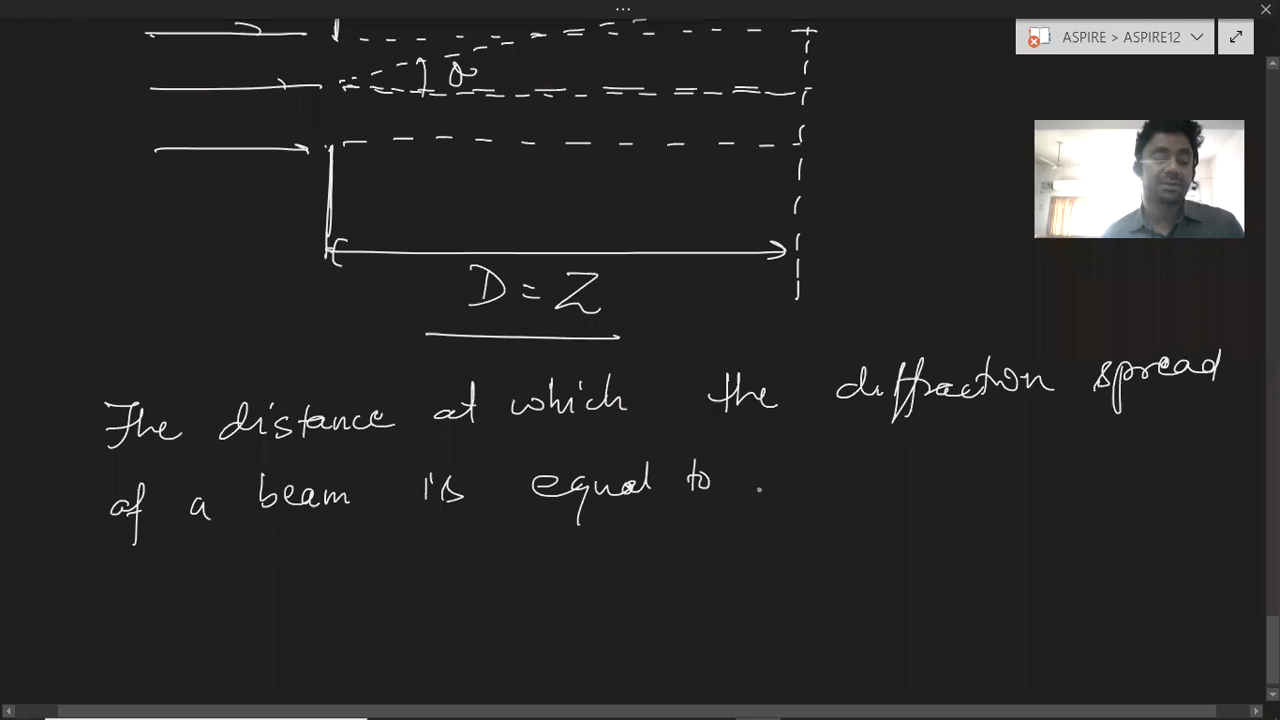 ASPIRE > ASPIRE12
θ
D = Z
The distance at which the diffraction spread
of a beam is equal to